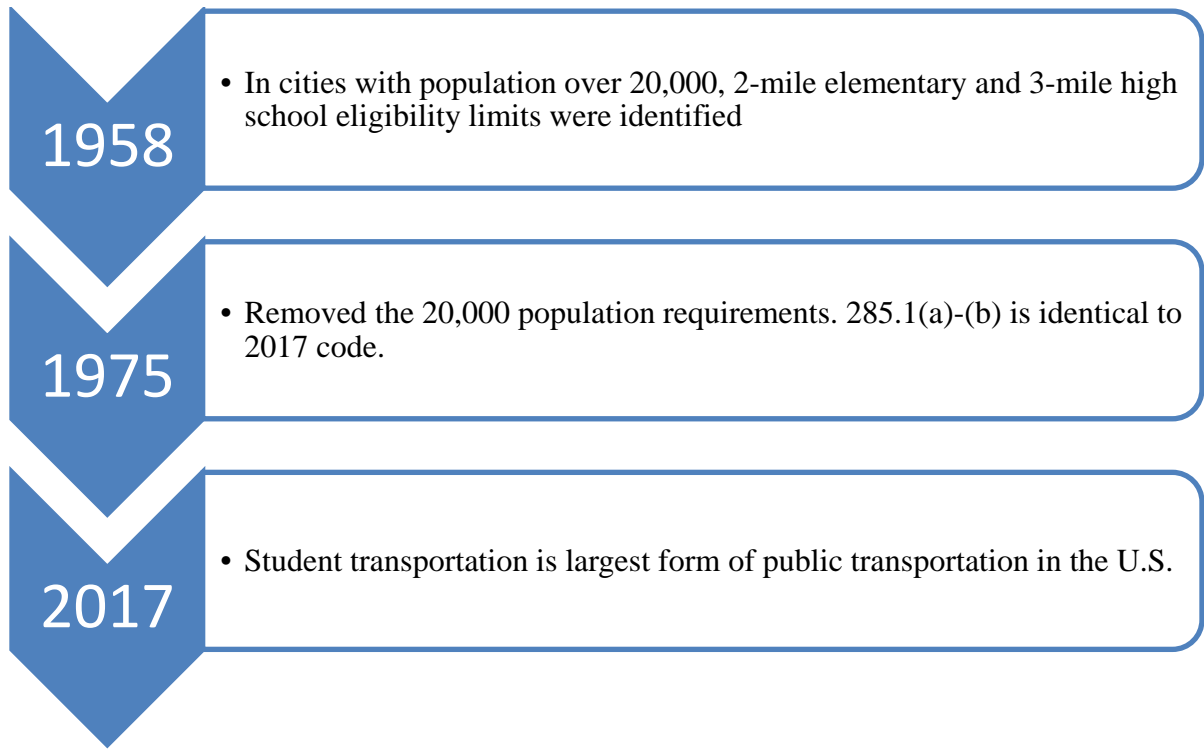 1958
• In cities with population over 20,000, 2-mile elementary and 3-mile high
school eligibility limits were identified
1975
• Removed the 20,000 population requirements. 285.1(a)-(b) is identical to
2017 code.
2017
• Student transportation is largest form of public transportation in the U.S.